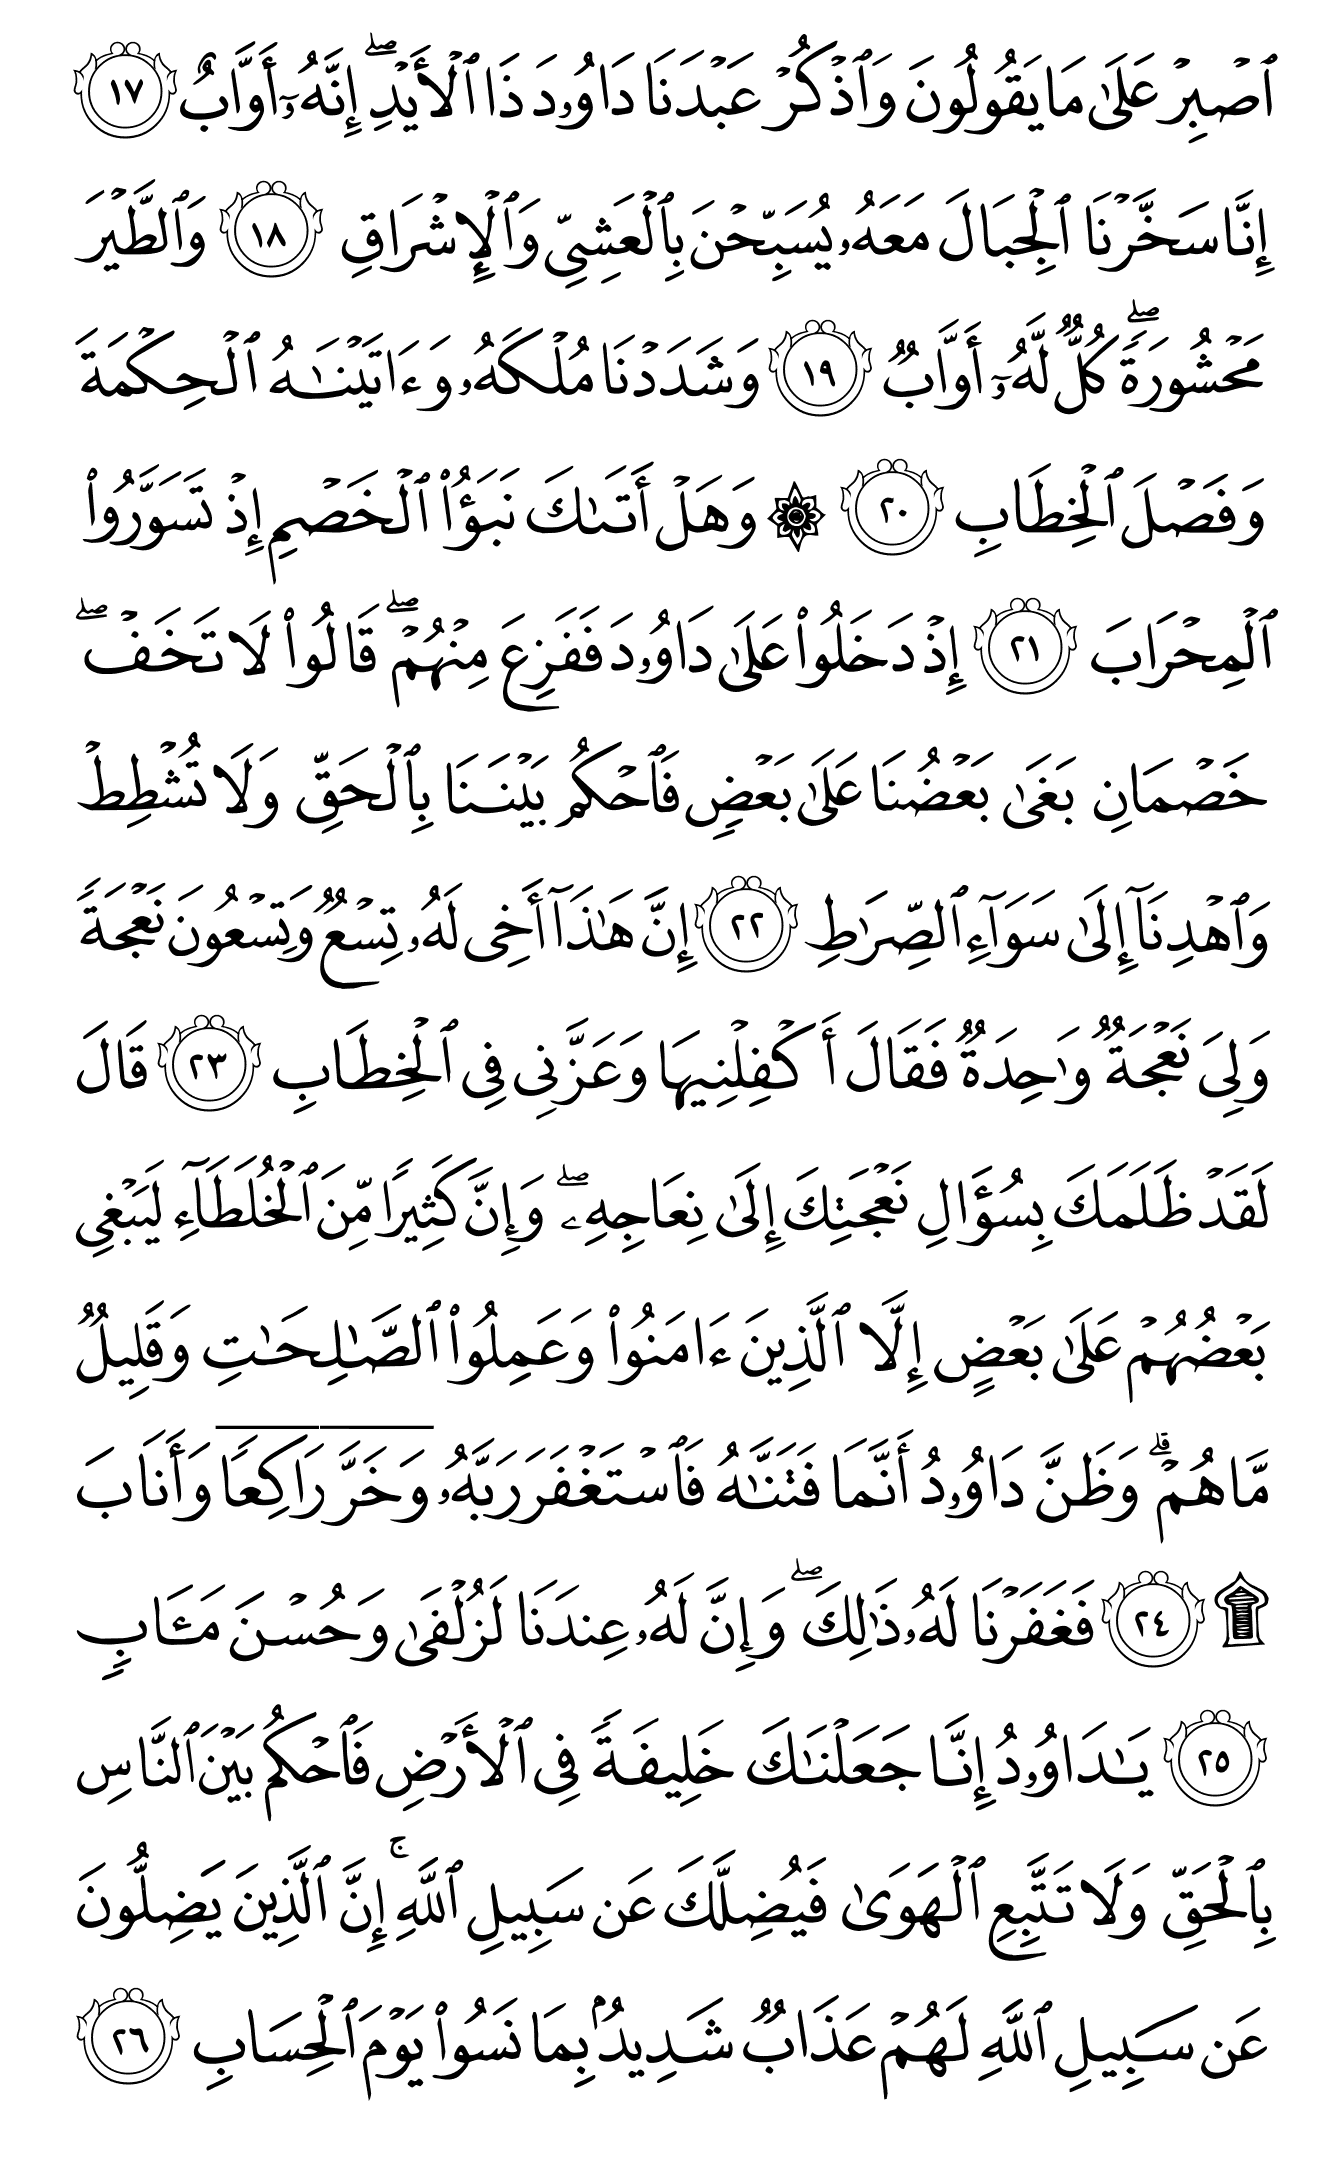 ٱصۡبِرۡ عَلَىٰ مَا يَقُولُونَ وَٱذۡكُرۡ عَبۡدَنَا دَاوُۥدَ ذَا ٱلۡأَيۡدِۖ إِنَّهُۥٓ أَوَّابٌ ١٧
إِنَّا سَخَّرۡنَا ٱلۡجِبَالَ مَعَهُۥ يُسَبِّحۡنَ بِٱلۡعَشِيِّ وَٱلۡإِشۡرَاقِ ١٨ وَٱلطَّيۡرَ
مَحۡشُورَةٗۖ كُلّٞ لَّهُۥٓ أَوَّابٞ ١٩ وَشَدَدۡنَا مُلۡكَهُۥ وَءَاتَيۡنَٰهُ ٱلۡحِكۡمَةَ
وَفَصۡلَ ٱلۡخِطَابِ ٢٠ ۞ وَهَلۡ أَتَىٰكَ نَبَؤُاْ ٱلۡخَصۡمِ إِذۡ تَسَوَّرُواْ
ٱلۡمِحۡرَابَ ٢١ إِذۡ دَخَلُواْ عَلَىٰ دَاوُۥدَ فَفَزِعَ مِنۡهُمۡۖ قَالُواْ لَا تَخَفۡۖ
خَصۡمَانِ بَغَىٰ بَعۡضُنَا عَلَىٰ بَعۡضٖ فَٱحۡكُم بَيۡنَنَا بِٱلۡحَقِّ وَلَا تُشۡطِطۡ
وَٱهۡدِنَآ إِلَىٰ سَوَآءِ ٱلصِّرَٰطِ ٢٢ إِنَّ هَٰذَآ أَخِي لَهُۥ تِسۡعٞ وَتِسۡعُونَ نَعۡجَةٗ
وَلِيَ نَعۡجَةٞ وَٰحِدَةٞ فَقَالَ أَكۡفِلۡنِيهَا وَعَزَّنِي فِي ٱلۡخِطَابِ ٢٣ قَالَ
لَقَدۡ ظَلَمَكَ بِسُؤَالِ نَعۡجَتِكَ إِلَىٰ نِعَاجِهِۦۖ وَإِنَّ كَثِيرٗا مِّنَ ٱلۡخُلَطَآءِ لَيَبۡغِي
بَعۡضُهُمۡ عَلَىٰ بَعۡضٍ إِلَّا ٱلَّذِينَ ءَامَنُواْ وَعَمِلُواْ ٱلصَّٰلِحَٰتِ وَقَلِيلٞ
مَّا هُمۡۗ وَظَنَّ دَاوُۥدُ أَنَّمَا فَتَنَّٰهُ فَٱسۡتَغۡفَرَ رَبَّهُۥ وَخَرَّۤ رَاكِعٗاۤ وَأَنَابَ
۩ ٢٤ فَغَفَرۡنَا لَهُۥ ذَٰلِكَۖ وَإِنَّ لَهُۥ عِندَنَا لَزُلۡفَىٰ وَحُسۡنَ مَـَٔابٖ
٢٥ يَٰدَاوُۥدُ إِنَّا جَعَلۡنَٰكَ خَلِيفَةٗ فِي ٱلۡأَرۡضِ فَٱحۡكُم بَيۡنَ ٱلنَّاسِ
بِٱلۡحَقِّ وَلَا تَتَّبِعِ ٱلۡهَوَىٰ فَيُضِلَّكَ عَن سَبِيلِ ٱللَّهِۚ إِنَّ ٱلَّذِينَ يَضِلُّونَ
عَن سَبِيلِ ٱللَّهِ لَهُمۡ عَذَابٞ شَدِيدُۢ بِمَا نَسُواْ يَوۡمَ ٱلۡحِسَابِ ٢٦